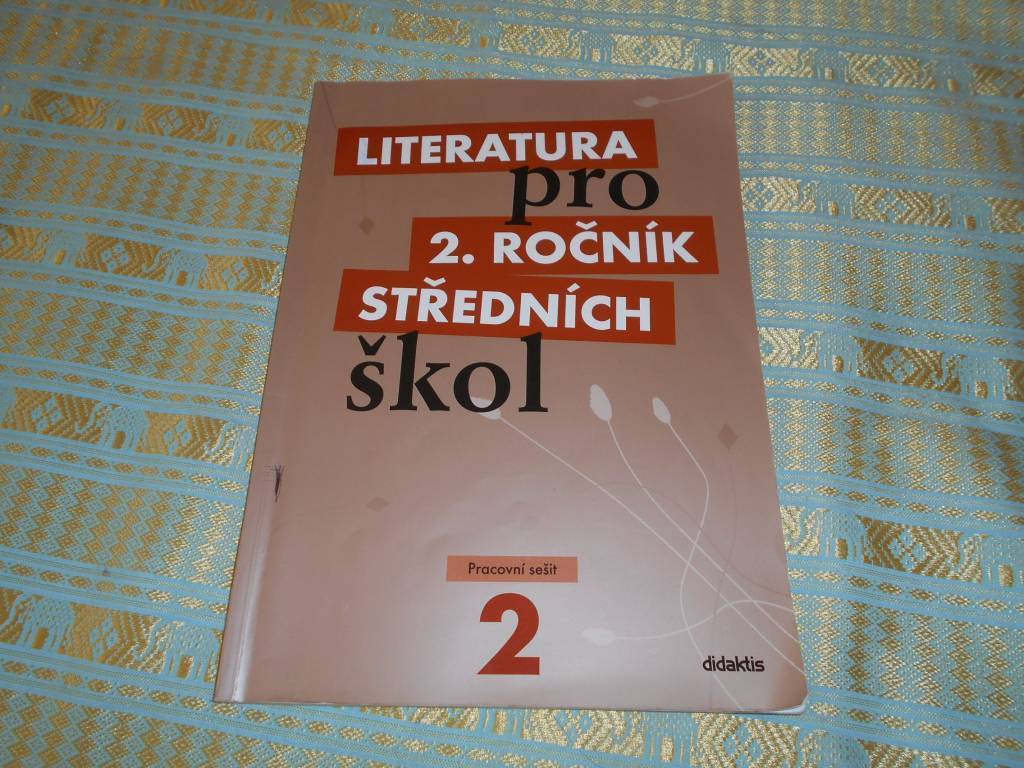 LITERATURA
pro
2. ROČNÍK
STŘEDNÍCH
škol
Pracovní sešit
2
didaktis